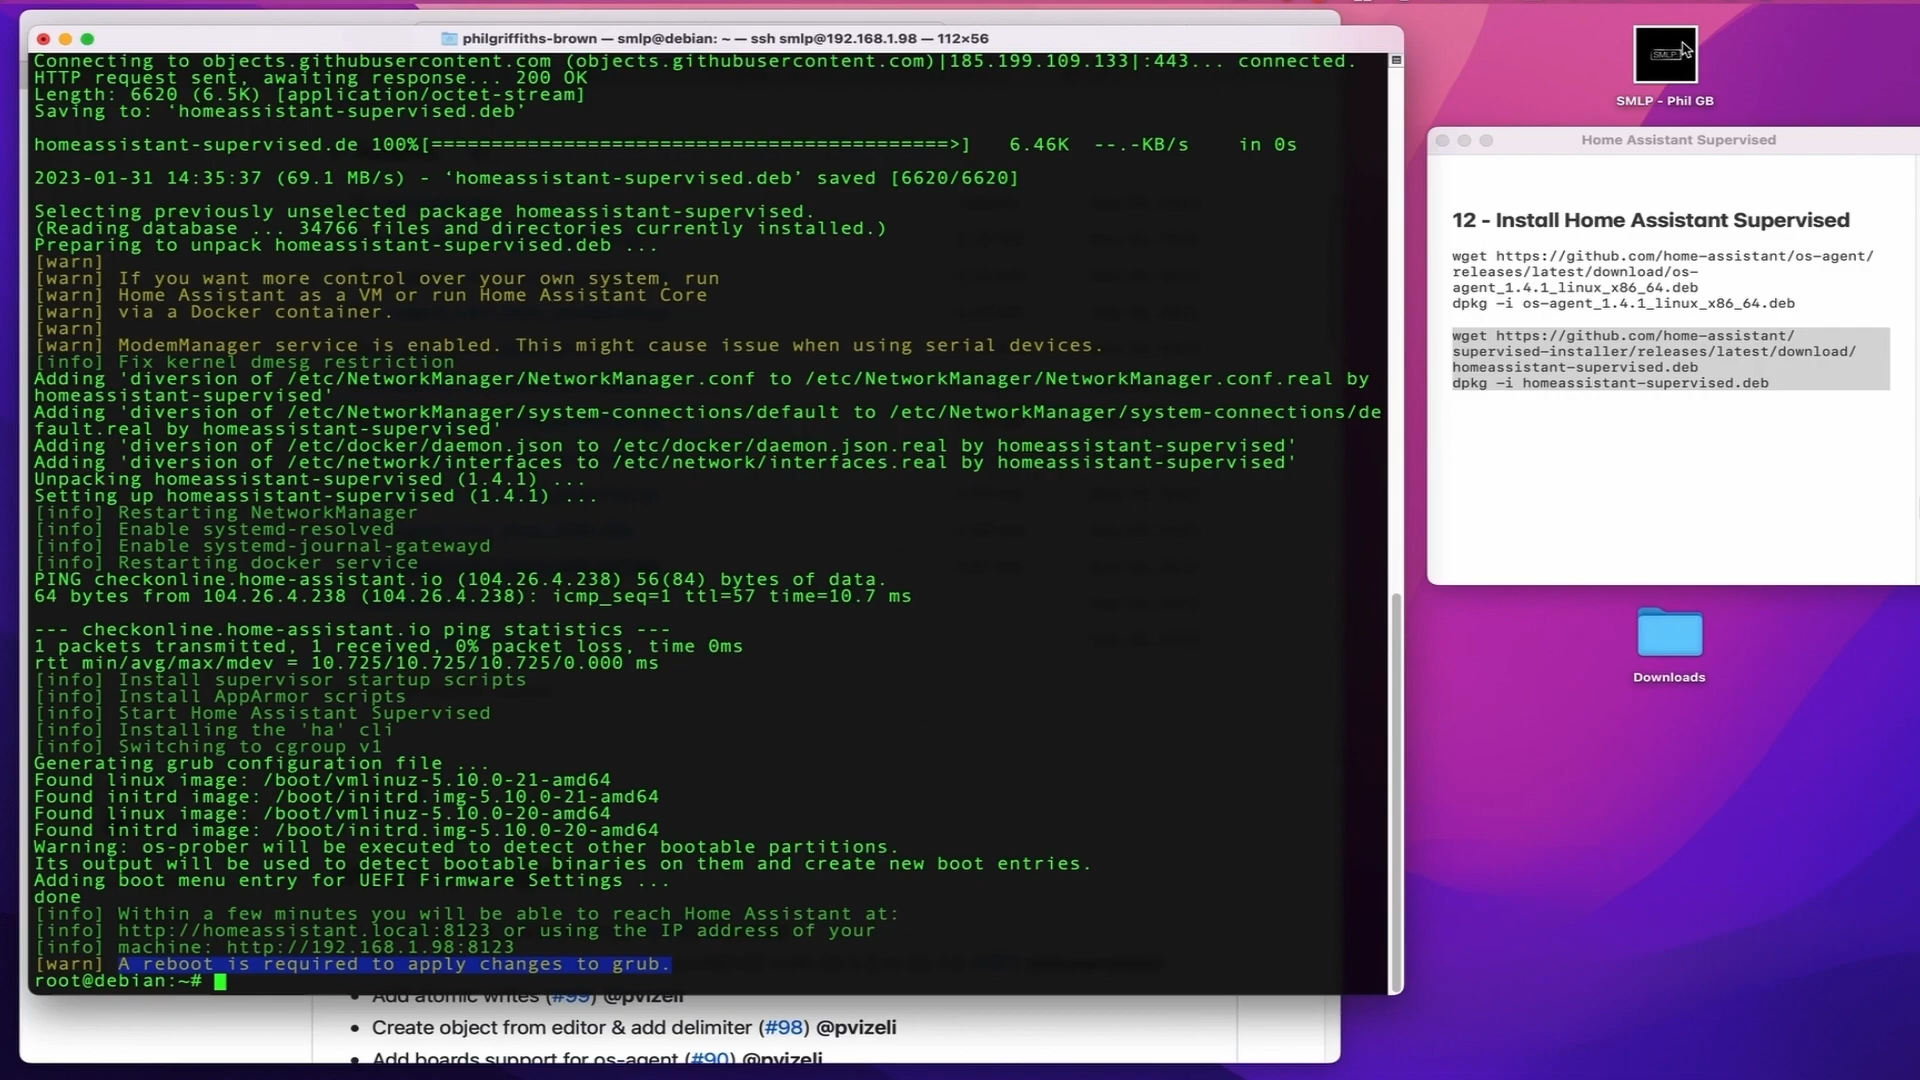 philgriffiths-brown — smlp@debian: ~ — ssh smlp@192.168.1.98 — 112×56
Connecting to objects.githubusercontent.com (objects.githubusercontent.com)|185.199.109.133|:443... connected.
HTTP request sent, awaiting response... 200 OK
Length: 6620 (6.5K) [application/octet-stream]
Saving to: ‘homeassistant-supervised.deb’
homeassistant-supervised.de 100%[===========================================>]   6.46K  --.-KB/s    in 0s
2023-01-31 14:35:37 (69.1 MB/s) - ‘homeassistant-supervised.deb’ saved [6620/6620]
Selecting previously unselected package homeassistant-supervised.
(Reading database ... 34766 files and directories currently installed.)
Preparing to unpack homeassistant-supervised.deb ...
[warn]
[warn] If you want more control over your own system, run
[warn] Home Assistant as a VM or run Home Assistant Core
[warn] via a Docker container.
[warn]
[warn] ModemManager service is enabled. This might cause issue when using serial devices.
[info] Fix kernel dmesg restriction
Adding 'diversion of /etc/NetworkManager/NetworkManager.conf to /etc/NetworkManager/NetworkManager.conf.real by
homeassistant-supervised'
Adding 'diversion of /etc/NetworkManager/system-connections/default to /etc/NetworkManager/system-connections/de
fault.real by homeassistant-supervised'
Adding 'diversion of /etc/docker/daemon.json to /etc/docker/daemon.json.real by homeassistant-supervised'
Adding 'diversion of /etc/network/interfaces to /etc/network/interfaces.real by homeassistant-supervised'
Unpacking homeassistant-supervised (1.4.1) ...
Setting up homeassistant-supervised (1.4.1) ...
[info] Restarting NetworkManager
[info] Enable systemd-resolved
[info] Enable systemd-journal-gatewayd
[info] Restarting docker service
PING checkonline.home-assistant.io (104.26.4.238) 56(84) bytes of data.
64 bytes from 104.26.4.238 (104.26.4.238): icmp_seq=1 ttl=57 time=10.7 ms
--- checkonline.home-assistant.io ping statistics ---
1 packets transmitted, 1 received, 0% packet loss, time 0ms
rtt min/avg/max/mdev = 10.725/10.725/10.725/0.000 ms
[info] Install supervisor startup scripts
[info] Install AppArmor scripts
[info] Start Home Assistant Supervised
[info] Installing the 'ha' cli
[info] Switching to cgroup v1
Generating grub configuration file ...
Found linux image: /boot/vmlinuz-5.10.0-21-amd64
Found initrd image: /boot/initrd.img-5.10.0-21-amd64
Found linux image: /boot/vmlinuz-5.10.0-20-amd64
Found initrd image: /boot/initrd.img-5.10.0-20-amd64
Warning: os-prober will be executed to detect other bootable partitions.
Its output will be used to detect bootable binaries on them and create new boot entries.
Adding boot menu entry for UEFI Firmware Settings ...
done
[info] Within a few minutes you will be able to reach Home Assistant at:
[info] http://homeassistant.local:8123 or using the IP address of your
[info] machine: http://192.168.1.98:8123
[warn] A reboot is required to apply changes to grub.
root@debian:~#
• Add atomic writes (#99) @pvizeli
• Create object from editor & add delimiter (#98) @pvizeli
• Add boards support for os-agent (#90) @pvizeli
SMLP
SMLP - Phil GB
Home Assistant Supervised
12 - Install Home Assistant Supervised
wget https://github.com/home-assistant/os-agent/
releases/latest/download/os-
agent_1.4.1_linux_x86_64.deb
dpkg -i os-agent_1.4.1_linux_x86_64.deb
wget https://github.com/home-assistant/
supervised-installer/releases/latest/download/
homeassistant-supervised.deb
dpkg -i homeassistant-supervised.deb
Downloads